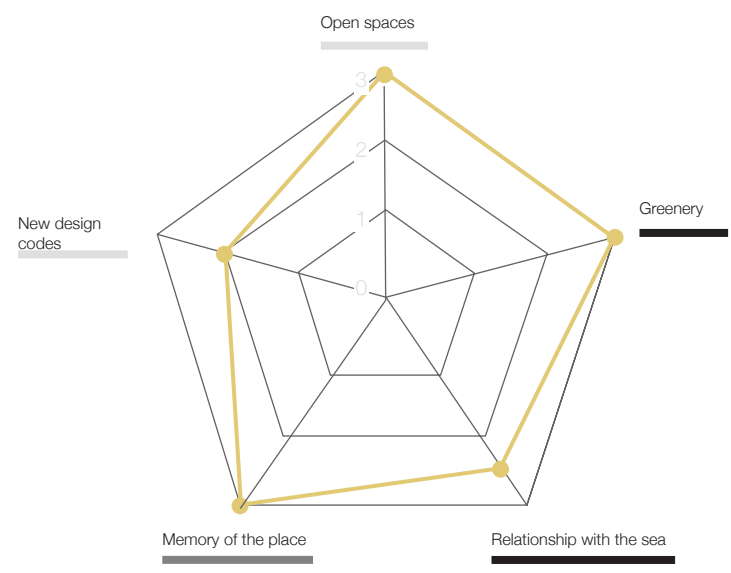 Open spaces
3
2
Greenery
1
New design
codes
0
Memory of the place
Relationship with the sea